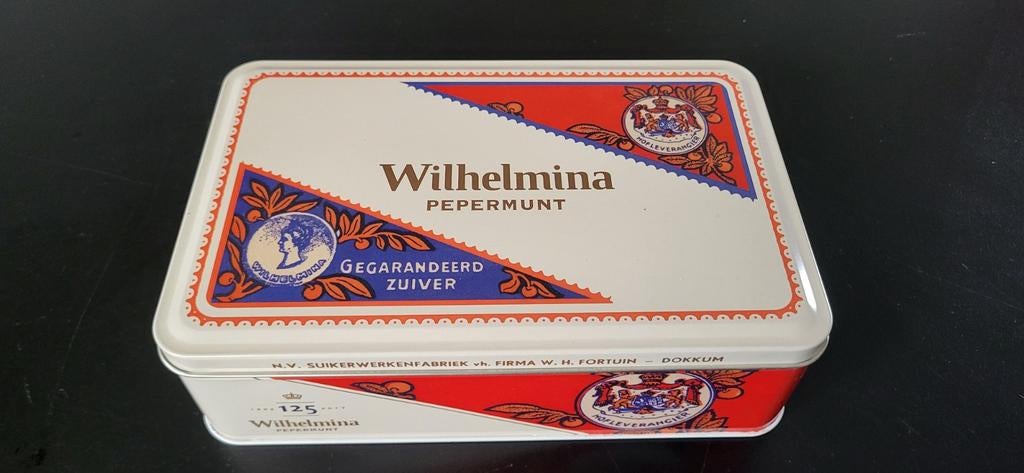 HOFLEVERANCIER
Wilhelmina
PEPERMUNT
WILHELMINA
GEGARANDEERD
ZUIVER
N.V. SUIKERWERKENFABRIEK vh. FIRMA W. H. FORTUIN – DOKKUM
125
Wilhelmina
PEPERMUNT
HOFLEVERANCIER